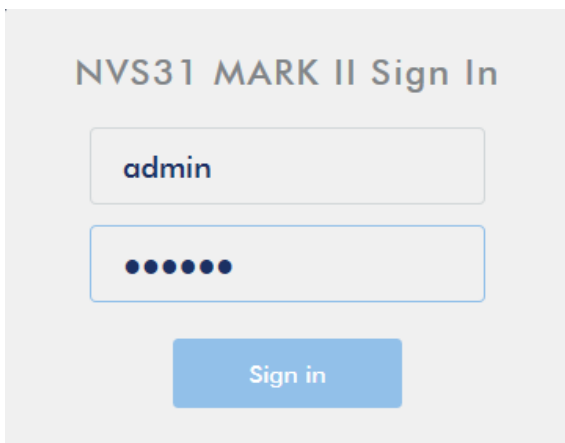 NVS31 MARK II Sign In
admin
••••••
Sign in